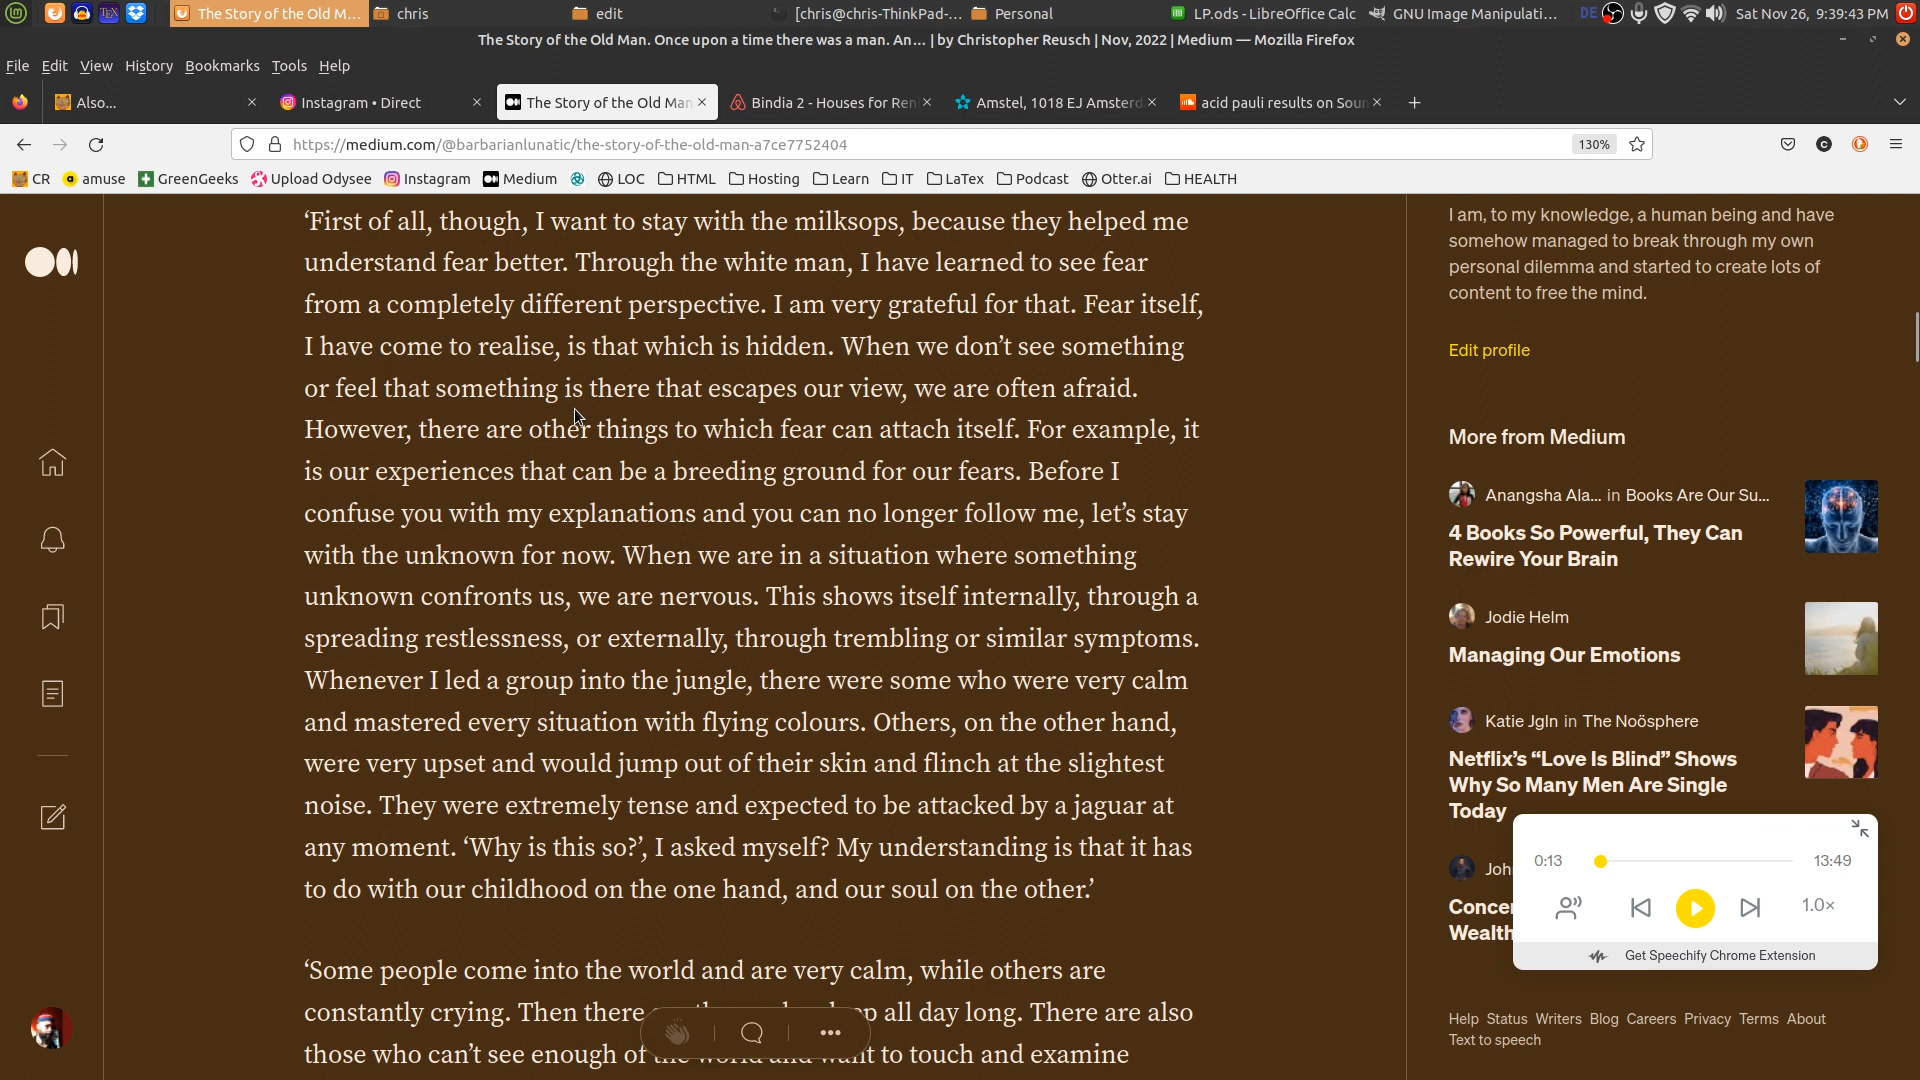 The Story of the Old M...
chris
edit
[chris@chris-ThinkPad-...
Personal
LP.ods - LibreOffice Calc
GNU Image Manipulati...
DE
Sat Nov 26, 9:39:43 PM
The Story of the Old Man. Once upon a time there was a man. An... | by Christopher Reusch | Nov, 2022 | Medium — Mozilla Firefox
File Edit View History Bookmarks Tools Help
Also...
Instagram • Direct
The Story of the Old Man
Bindia 2 - Houses for Ren
Amstel, 1018 EJ Amsterd
acid pauli results on Soun
https://medium.com/@barbarianlunatic/the-story-of-the-old-man-a7ce7752404
130%
CR amuse GreenGeeks Upload Odysee Instagram Medium LOC HTML Hosting Learn IT LaTex Podcast Otter.ai HEALTH
‘First of all, though, I want to stay with the milksops, because they helped me
understand fear better. Through the white man, I have learned to see fear
from a completely different perspective. I am very grateful for that. Fear itself,
I have come to realise, is that which is hidden. When we don’t see something
or feel that something is there that escapes our view, we are often afraid.
However, there are other things to which fear can attach itself. For example, it
is our experiences that can be a breeding ground for our fears. Before I
confuse you with my explanations and you can no longer follow me, let’s stay
with the unknown for now. When we are in a situation where something
unknown confronts us, we are nervous. This shows itself internally, through a
spreading restlessness, or externally, through trembling or similar symptoms.
Whenever I led a group into the jungle, there were some who were very calm
and mastered every situation with flying colours. Others, on the other hand,
were very upset and would jump out of their skin and flinch at the slightest
noise. They were extremely tense and expected to be attacked by a jaguar at
any moment. ‘Why is this so?’, I asked myself? My understanding is that it has
to do with our childhood on the one hand, and our soul on the other.’
‘Some people come into the world and are very calm, while others are
constantly crying. Then there all day long. There are also
those who can’t see enough of the world and want to touch and examine
I am, to my knowledge, a human being and have
somehow managed to break through my own
personal dilemma and started to create lots of
content to free the mind.
Edit profile
More from Medium
Anangsha Ala... in Books Are Our Su...
4 Books So Powerful, They Can
Rewire Your Brain
Jodie Helm
Managing Our Emotions
Katie Jgln in The Noösphere
Netflix’s “Love Is Blind” Shows
Why So Many Men Are Single
Today
Joh
Concer
Wealth
0:13
13:49
1.0×
Get Speechify Chrome Extension
Help Status Writers Blog Careers Privacy Terms About
Text to speech